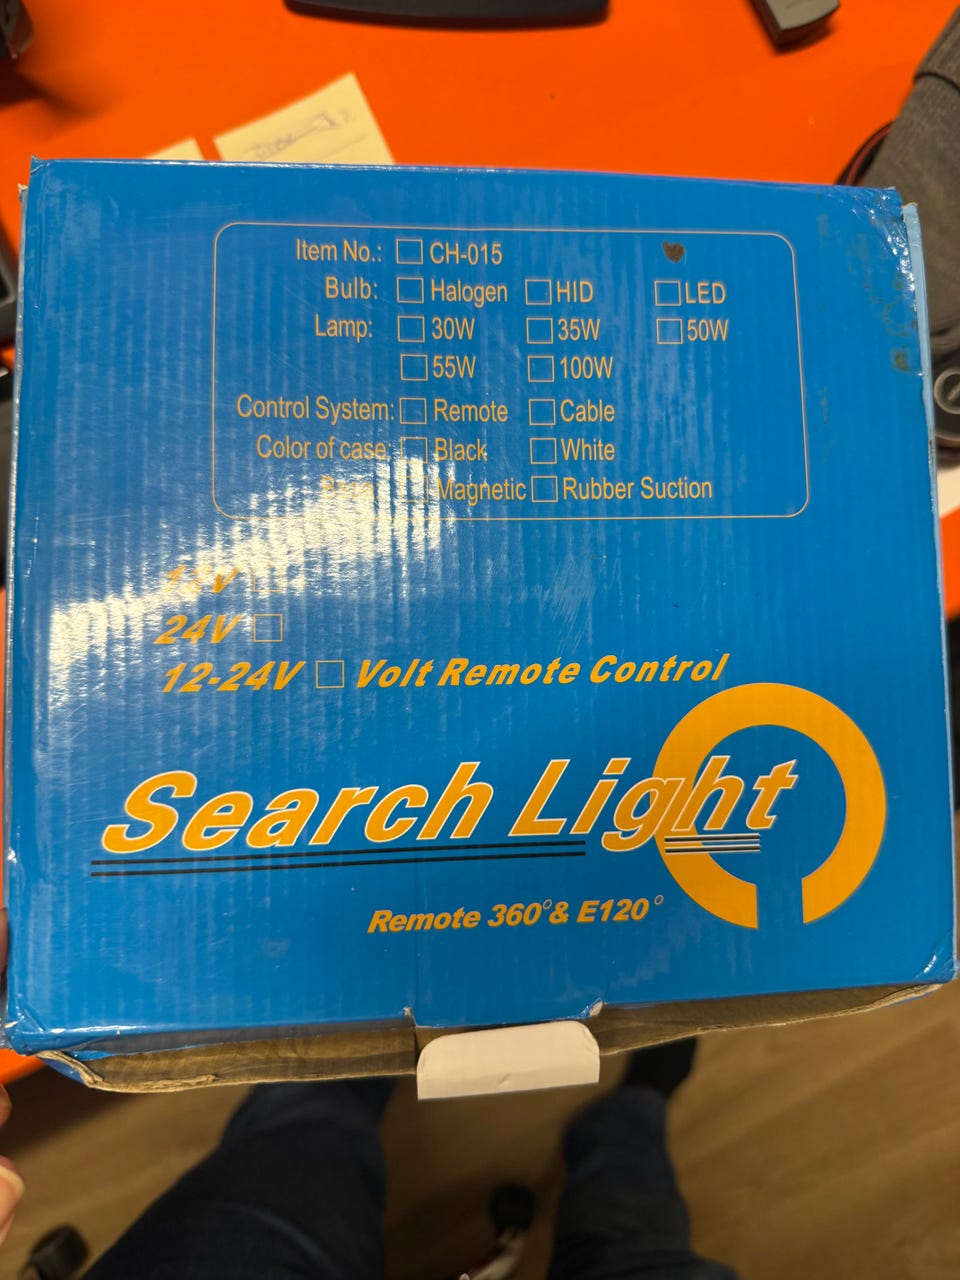 Item No.: CH-015
Bulb: Halogen HID LED
Lamp: 30W 35W 50W
55W 100W
Control System: Remote Cable
Color of case: Black White
Magnetic Rubber Suction
24V
12-24V Volt Remote Control
Search Light
Remote 360°& E120°